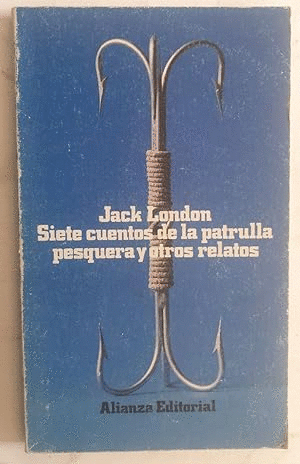 Jack London
Siete cuentos de la patrulla
pesquera y otros relatos
Alianza Editorial